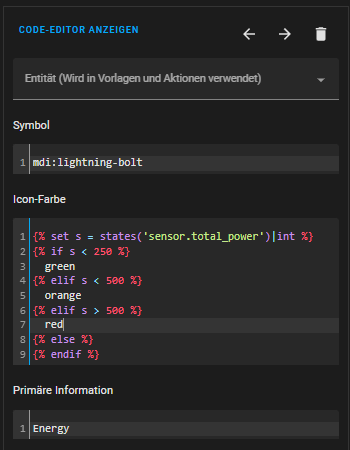 CODE-EDITOR ANZEIGEN
Entität (Wird in Vorlagen und Aktionen verwendet)
Symbol
1 mdi:lightning-bolt
Icon-Farbe
1 {% set s = states('sensor.total_power')|int %}
2 {% if s < 250 %}
3   green
4 {% elif s < 500 %}
5   orange
6 {% elif s > 500 %}
7   red
8 {% else %}
9 {% endif %}
Primäre Information
1 Energy